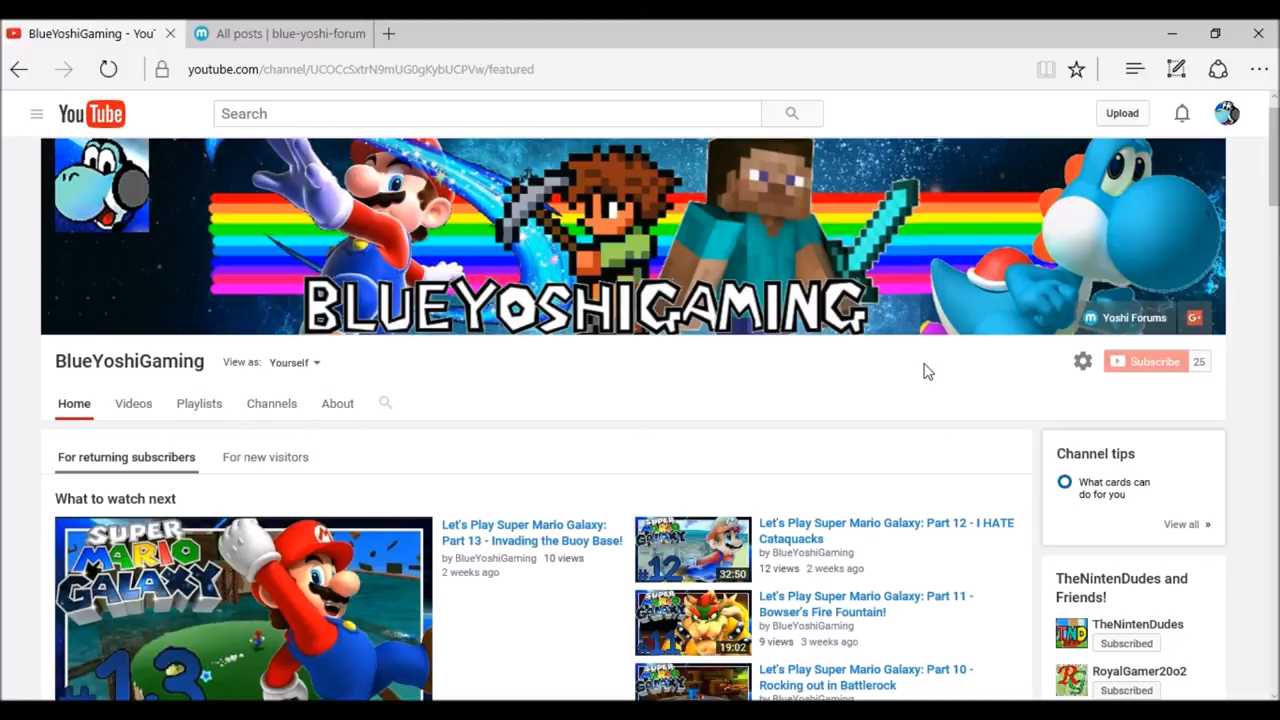 BlueYoshiGaming - You
All posts | blue-yoshi-forum
youtube.com/channel/UCOCcSxtrN9mUG0gKybUCPVw/featured
YouTube
Search
Upload
BLUEYOSHIGAMING
Yoshi Forums
G+
BlueYoshiGaming
View as: Yourself
Subscribe 25
Home Videos Playlists Channels About
For returning subscribers For new visitors
What to watch next
SUPER MARIO GALAXY
#13
Let's Play Super Mario Galaxy:
Part 13 - Invading the Buoy Base!
by BlueYoshiGaming 10 views
2 weeks ago
#12
32:50
Let's Play Super Mario Galaxy: Part 12 - I HATE
Cataquacks
by BlueYoshiGaming
12 views 2 weeks ago
19:02
Let's Play Super Mario Galaxy: Part 11 -
Bowser's Fire Fountain!
by BlueYoshiGaming
9 views 3 weeks ago
Let's Play Super Mario Galaxy: Part 10 -
Rocking out in Battlerock
by BlueYoshiGaming
Channel tips
What cards can
do for you
View all »
TheNintenDudes and
Friends!
TND
TheNintenDudes
Subscribed
RoyalGamer20o2
Subscribed